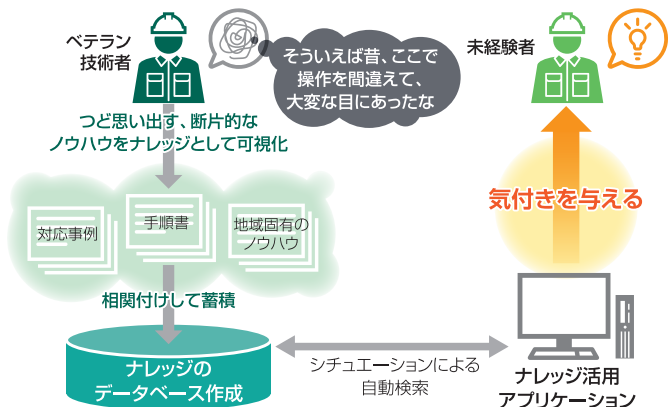 ベテラン
技術者
そういえば昔、ここで
操作を間違えて、
大変な目にあったな
未経験者
つど思い出す、断片的な
ノウハウをナレッジとして可視化
対応事例
手順書
地域固有の
ノウハウ
気付きを与える
相関付けして蓄積
ナレッジの
データベース作成
シチュエーションによる
自動検索
ナレッジ活用
アプリケーション